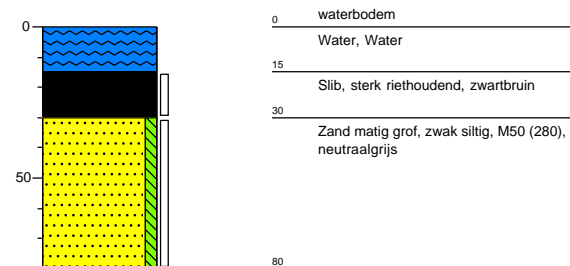 0
50
0
waterbodem
Water, Water
15
Slib, sterk riethoudend, zwartbruin
30
Zand matig grof, zwak siltig, M50 (280),
neutraalgrijs
80